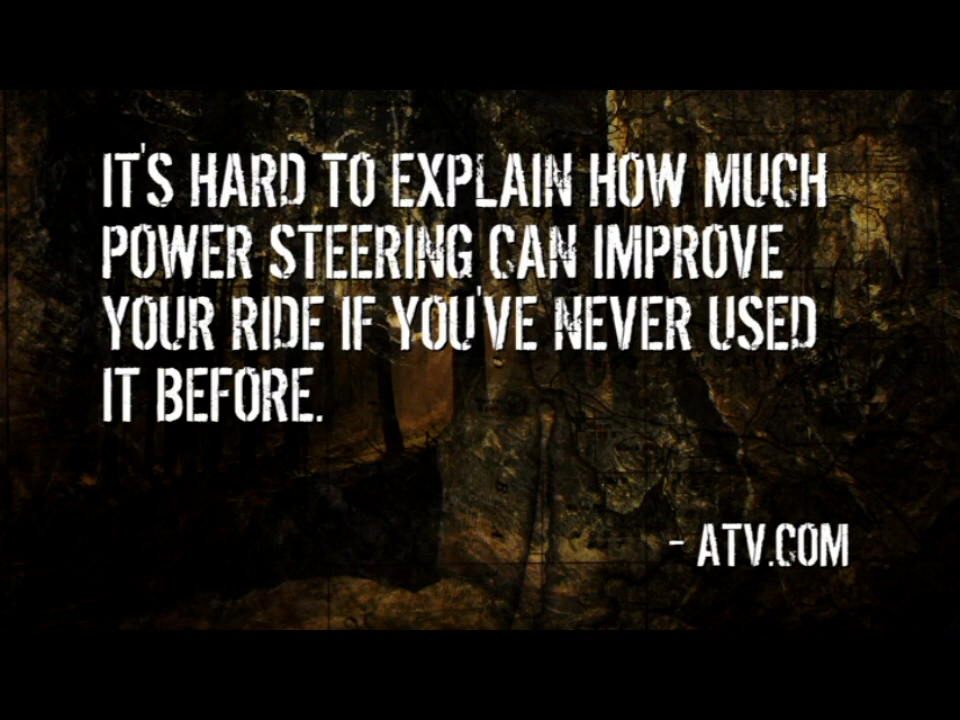 IT'S HARD TO EXPLAIN HOW MUCH
POWER STEERING CAN IMPROVE
YOUR RIDE IF YOU'VE NEVER USED
IT BEFORE.
- ATV.COM